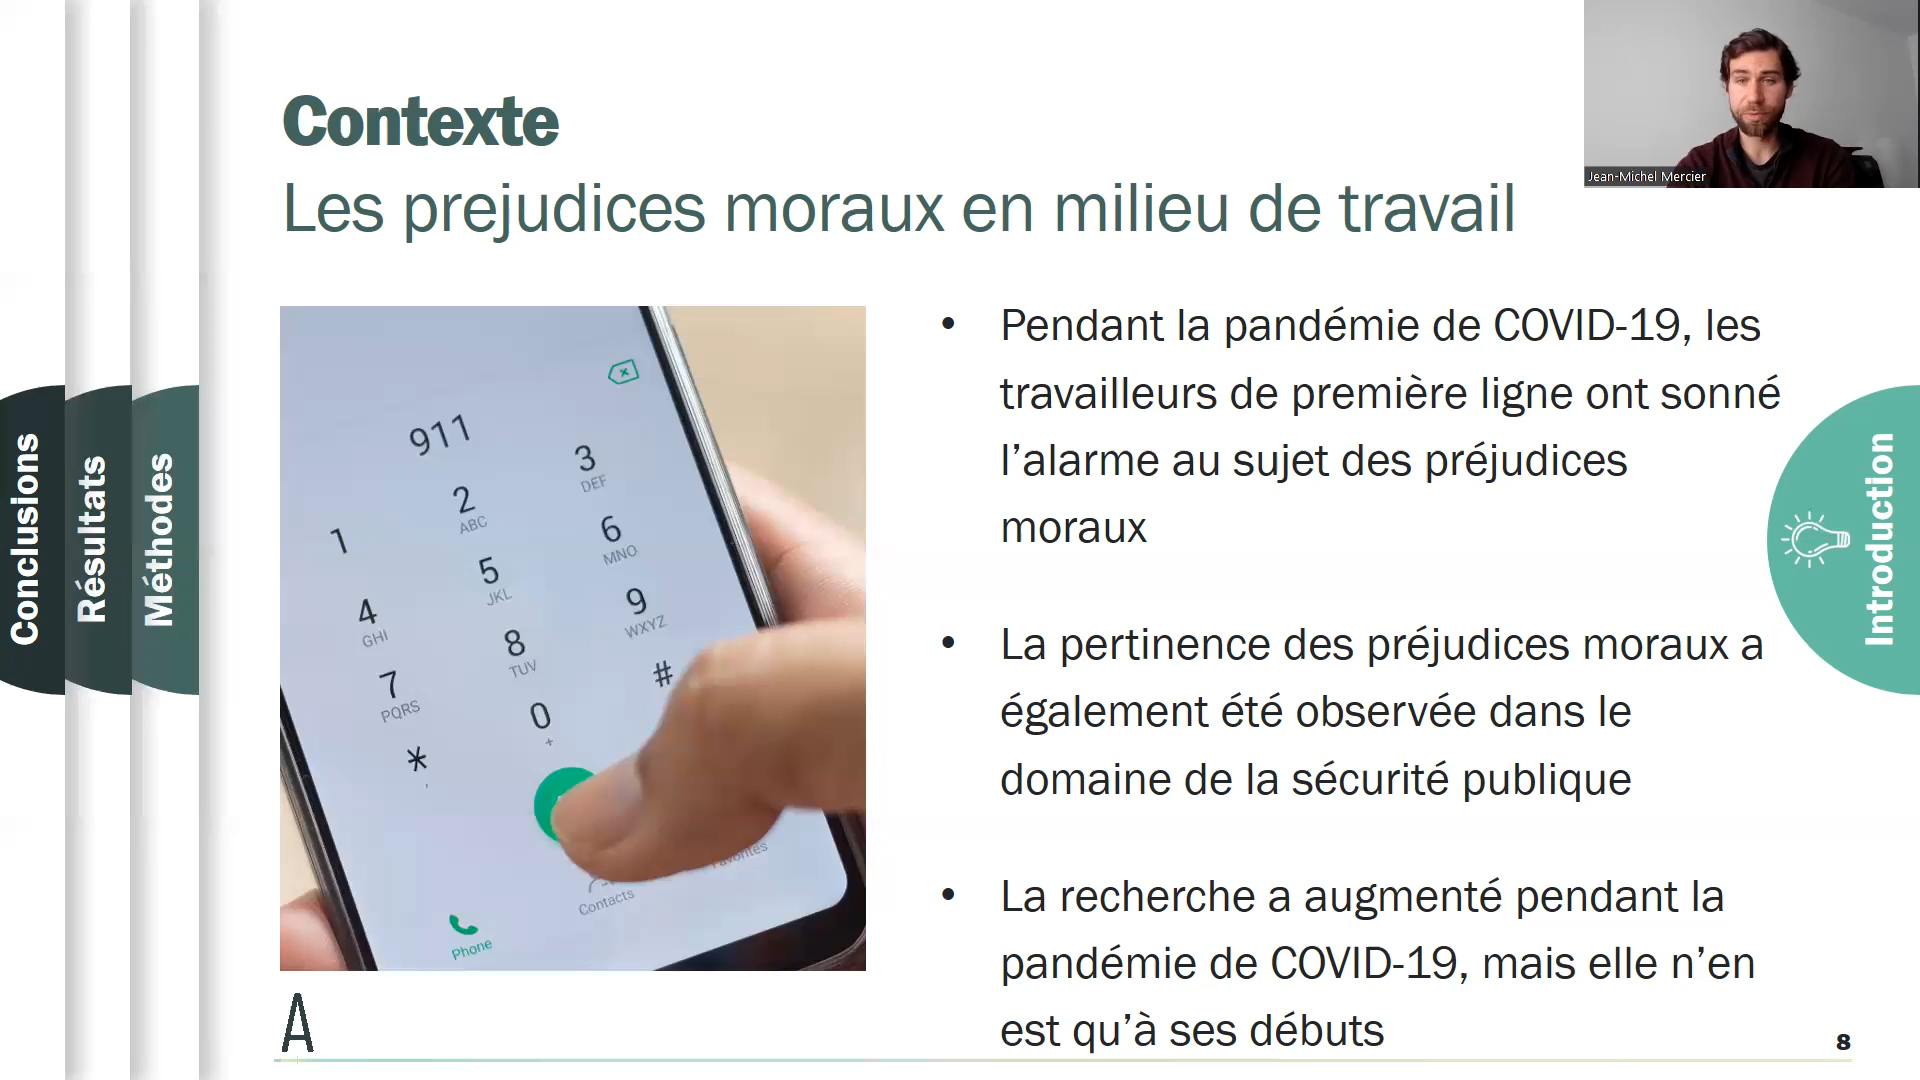 Contexte
Les prejudices moraux en milieu de travail
Jean-Michel Mercier
Conclusions
Résultats
Méthodes
911
1
2
ABC
3
DEF
4
GHI
5
JKL
6
MNO
7
PQRS
8
TUV
9
WXYZ
*
,
0
+
#
Phone
Contacts
Favorites
• Pendant la pandémie de COVID-19, les
travailleurs de première ligne ont sonné
l’alarme au sujet des préjudices
moraux
• La pertinence des préjudices moraux a
également été observée dans le
domaine de la sécurité publique
• La recherche a augmenté pendant la
pandémie de COVID-19, mais elle n’en
est qu’à ses débuts
Introduction
A
8